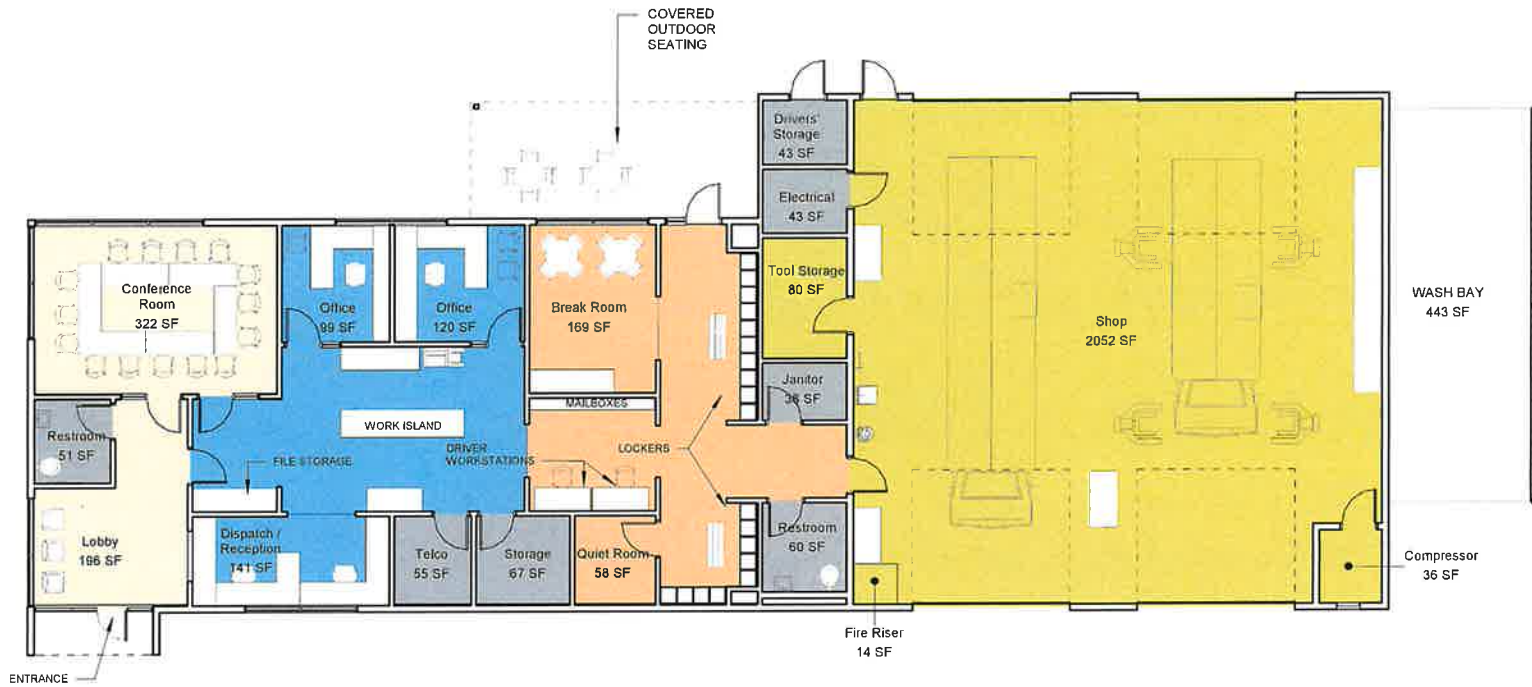 COVERED
OUTDOOR
SEATING
Drivers'
Storage
43 SF
Electrical
43 SF
Tool Storage
80 SF
Conference
Room
322 SF
Office
99 SF
Office
120 SF
Break Room
169 SF
Shop
2052 SF
WASH BAY
443 SF
Janitor
36 SF
MAILBOXES
WORK ISLAND
Restroom
51 SF
FILE STORAGE
DRIVER
WORKSTATIONS
LOCKERS
Lobby
196 SF
Dispatch /
Reception
141 SF
Telco
55 SF
Storage
67 SF
Quiet Room
58 SF
Restroom
60 SF
Compressor
36 SF
Fire Riser
14 SF
ENTRANCE